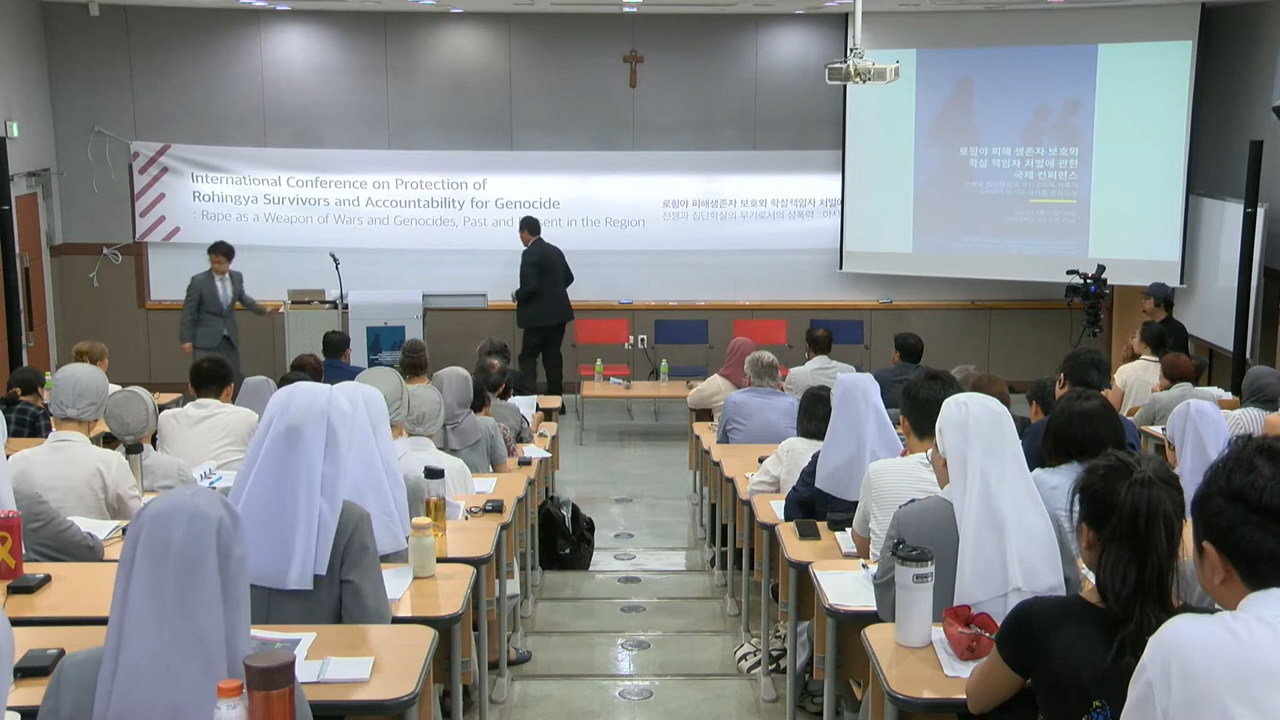 International Conference on Protection of
Rohingya Survivors and Accountability for Genocide
: Rape as a Weapon of Wars and Genocides, Past and in the Region
로힝야 피해생존자 보호와 학살책임자 처벌에
전쟁과 집단학살의 무기로서의 성폭력 : 아시
로힝야 피해 생존자 보호와
학살 책임자 처벌에 관한
국제 컨퍼런스